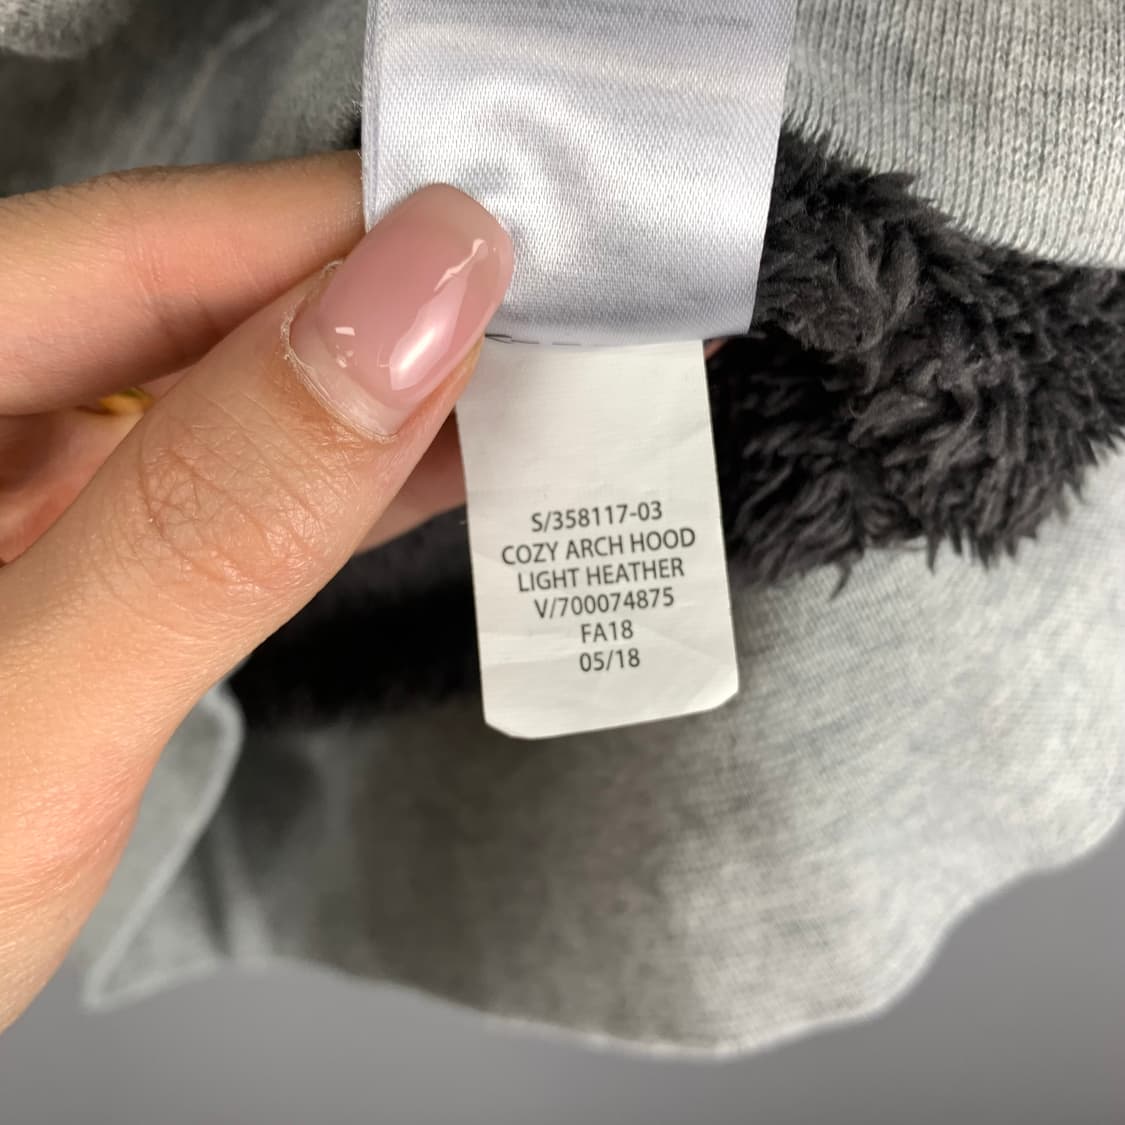 S/358117-03
COZY ARCH HOOD
LIGHT HEATHER
V/700074875
FA18
05/18